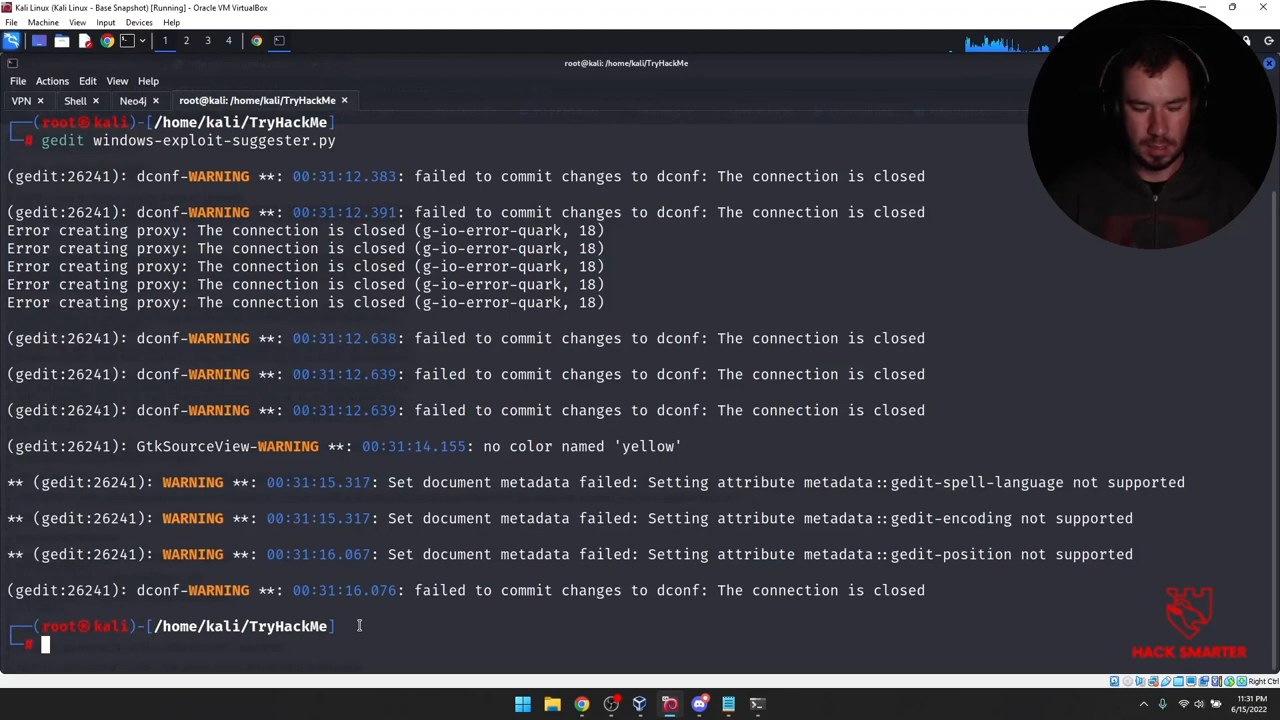 Kali Linux (Kali Linux - Base Snapshot) [Running] - Oracle VM VirtualBox
File Machine View Input Devices Help
1 2 3 4
root@kali: /home/kali/TryHackMe
File Actions Edit View Help
VPN × Shell × Neo4j × root@kali: /home/kali/TryHackMe ×
┌──(root㉿kali)-[/home/kali/TryHackMe]
└─# gedit windows-exploit-suggester.py
(gedit:26241): dconf-WARNING **: 00:31:12.383: failed to commit changes to dconf: The connection is closed
(gedit:26241): dconf-WARNING **: 00:31:12.391: failed to commit changes to dconf: The connection is closed
Error creating proxy: The connection is closed (g-io-error-quark, 18)
Error creating proxy: The connection is closed (g-io-error-quark, 18)
Error creating proxy: The connection is closed (g-io-error-quark, 18)
Error creating proxy: The connection is closed (g-io-error-quark, 18)
Error creating proxy: The connection is closed (g-io-error-quark, 18)
(gedit:26241): dconf-WARNING **: 00:31:12.638: failed to commit changes to dconf: The connection is closed
(gedit:26241): dconf-WARNING **: 00:31:12.639: failed to commit changes to dconf: The connection is closed
(gedit:26241): dconf-WARNING **: 00:31:12.639: failed to commit changes to dconf: The connection is closed
(gedit:26241): GtkSourceView-WARNING **: 00:31:14.155: no color named 'yellow'
** (gedit:26241): WARNING **: 00:31:15.317: Set document metadata failed: Setting attribute metadata::gedit-spell-language not supported
** (gedit:26241): WARNING **: 00:31:15.317: Set document metadata failed: Setting attribute metadata::gedit-encoding not supported
** (gedit:26241): WARNING **: 00:31:16.067: Set document metadata failed: Setting attribute metadata::gedit-position not supported
(gedit:26241): dconf-WARNING **: 00:31:16.076: failed to commit changes to dconf: The connection is closed
┌──(root㉿kali)-[/home/kali/TryHackMe]
└─#
HACK SMARTER
Right Ctrl
11:31 PM
6/15/2022